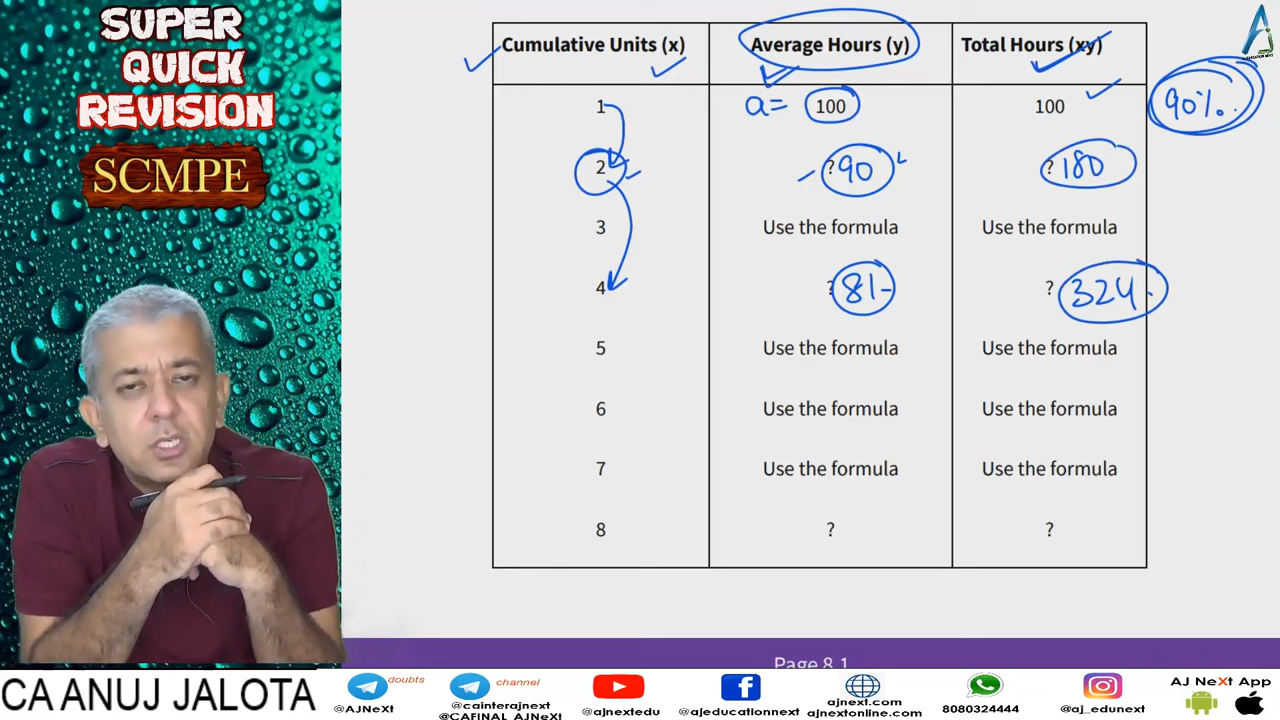 SUPER
QUICK
REVISION
SCMPE
Cumulative Units (x) Average Hours (y) Total Hours (xy)
1 a= 100 100 90%.
2 ? 90 ? 180
3 Use the formula Use the formula
4 ? 81 ? 324
5 Use the formula Use the formula
6 Use the formula Use the formula
7 Use the formula Use the formula
8 ? ?
Page 8.1
CA ANUJ JALOTA
doubts
@AJNeXt
channel
@cainterajnext
@CAFINAL_AJNeXt
@ajnextedu
@ajeducationnext
ajnext.com
ajnextonline.com
8080324444
@aj_edunext
AJ NeXt App